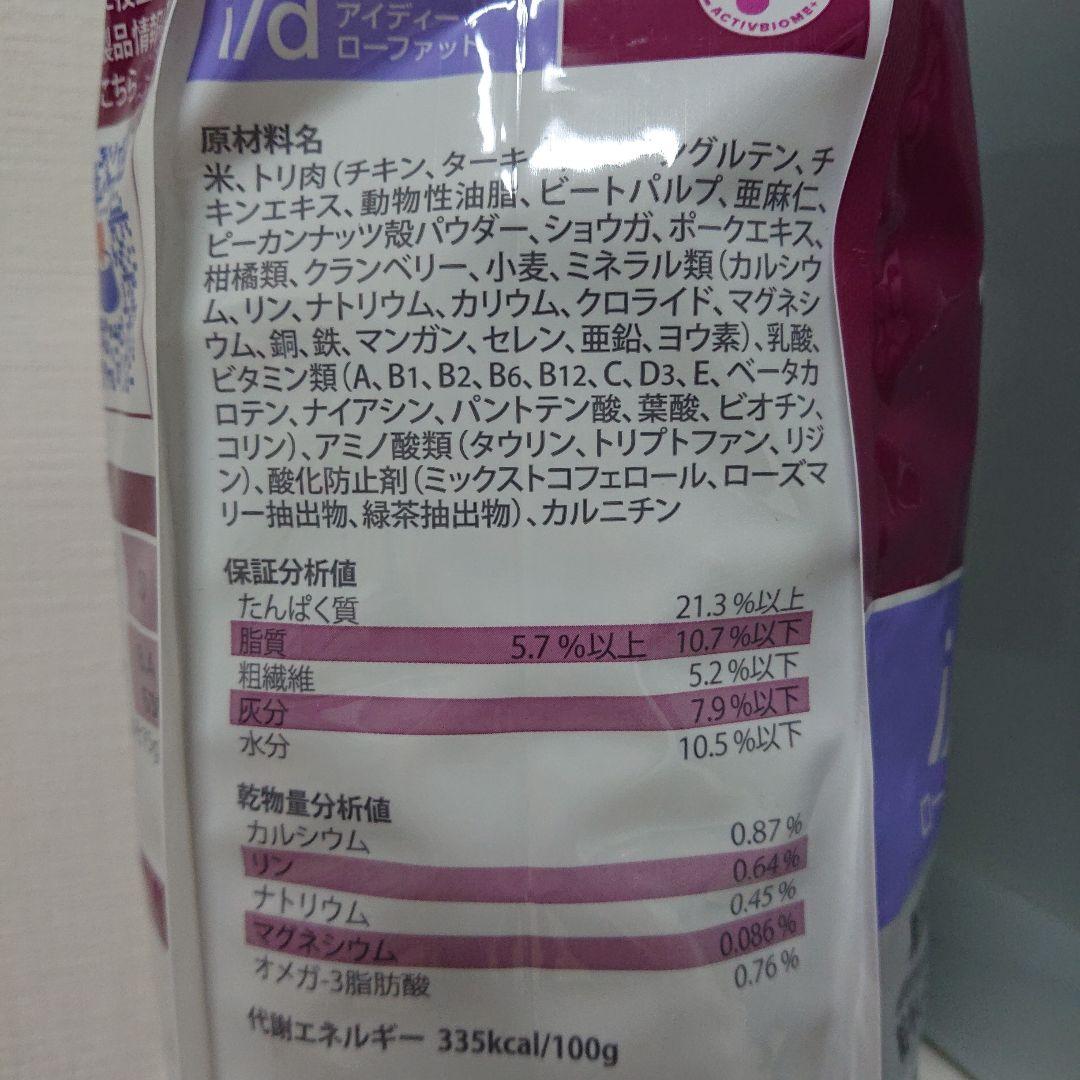 製品情報
こちら
i/d
アイディー
ローファット
ACTIVBIOME+
原材料名
米、トリ肉（チキン、ターキ ングルテン、チ
キンエキス、動物性油脂、ビートパルプ、亜麻仁、
ピーカンナッツ殻パウダー、ショウガ、ポークエキス、
柑橘類、クランベリー、小麦、ミネラル類（カルシウ
ム、リン、ナトリウム、カリウム、クロライド、マグネシ
ウム、銅、鉄、マンガン、セレン、亜鉛、ヨウ素）、乳酸、
ビタミン類（A、B1、B2、B6、B12、C、D3、E、ベータカ
ロテン、ナイアシン、パントテン酸、葉酸、ビオチン、
コリン）、アミノ酸類（タウリン、トリプトファン、リジ
ン）、酸化防止剤（ミックストコフェロール、ローズマ
リー抽出物、緑茶抽出物）、カルニチン
保証分析値
たんぱく質 21.3％以上
脂質 5.7％以上 10.7％以下
粗繊維 5.2％以下
灰分 7.9％以下
水分 10.5％以下
乾物量分析値
カルシウム 0.87％
リン 0.64％
ナトリウム 0.45％
マグネシウム 0.086％
オメガ-3脂肪酸 0.76％
代謝エネルギー 335kcal/100g